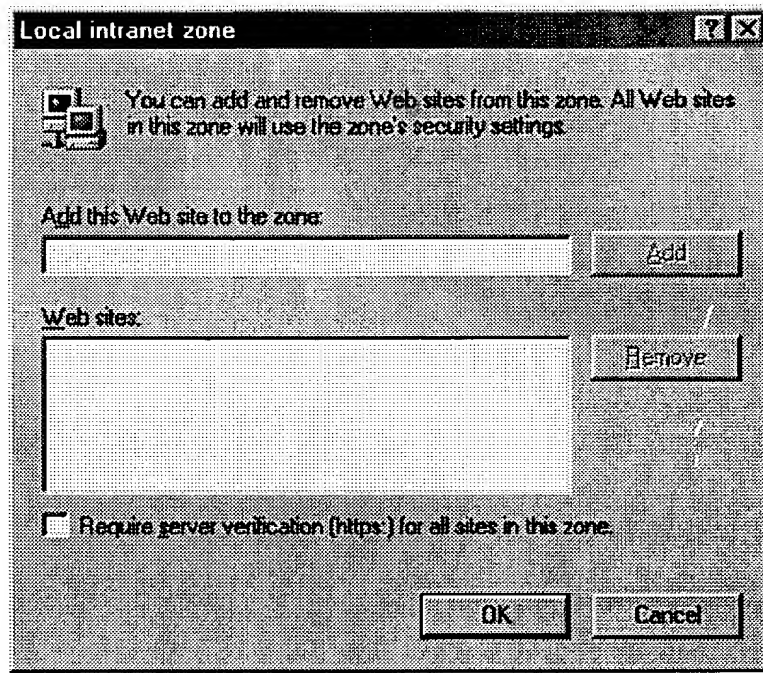 Local intranet zone
You can add and remove Web sites from this zone. All Web sites
in this zone will use the zone's security settings.
Add this Web site to the zone:
Add
Web sites:
Remove
Require server verification (https:) for all sites in this zone.
OK
Cancel